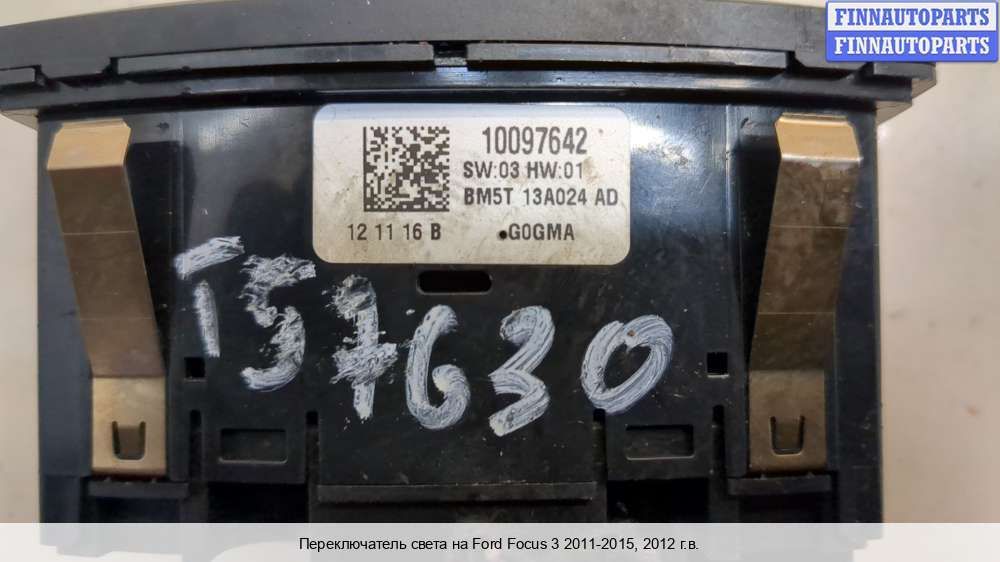 FINNAUTOPARTS
FINNAUTOPARTS
10097642
SW:03 HW:01
BM5T 13A024 AD
12 11 16 B .G0GMA
T57630
Переключатель света на Ford Focus 3 2011-2015, 2012 г.в.